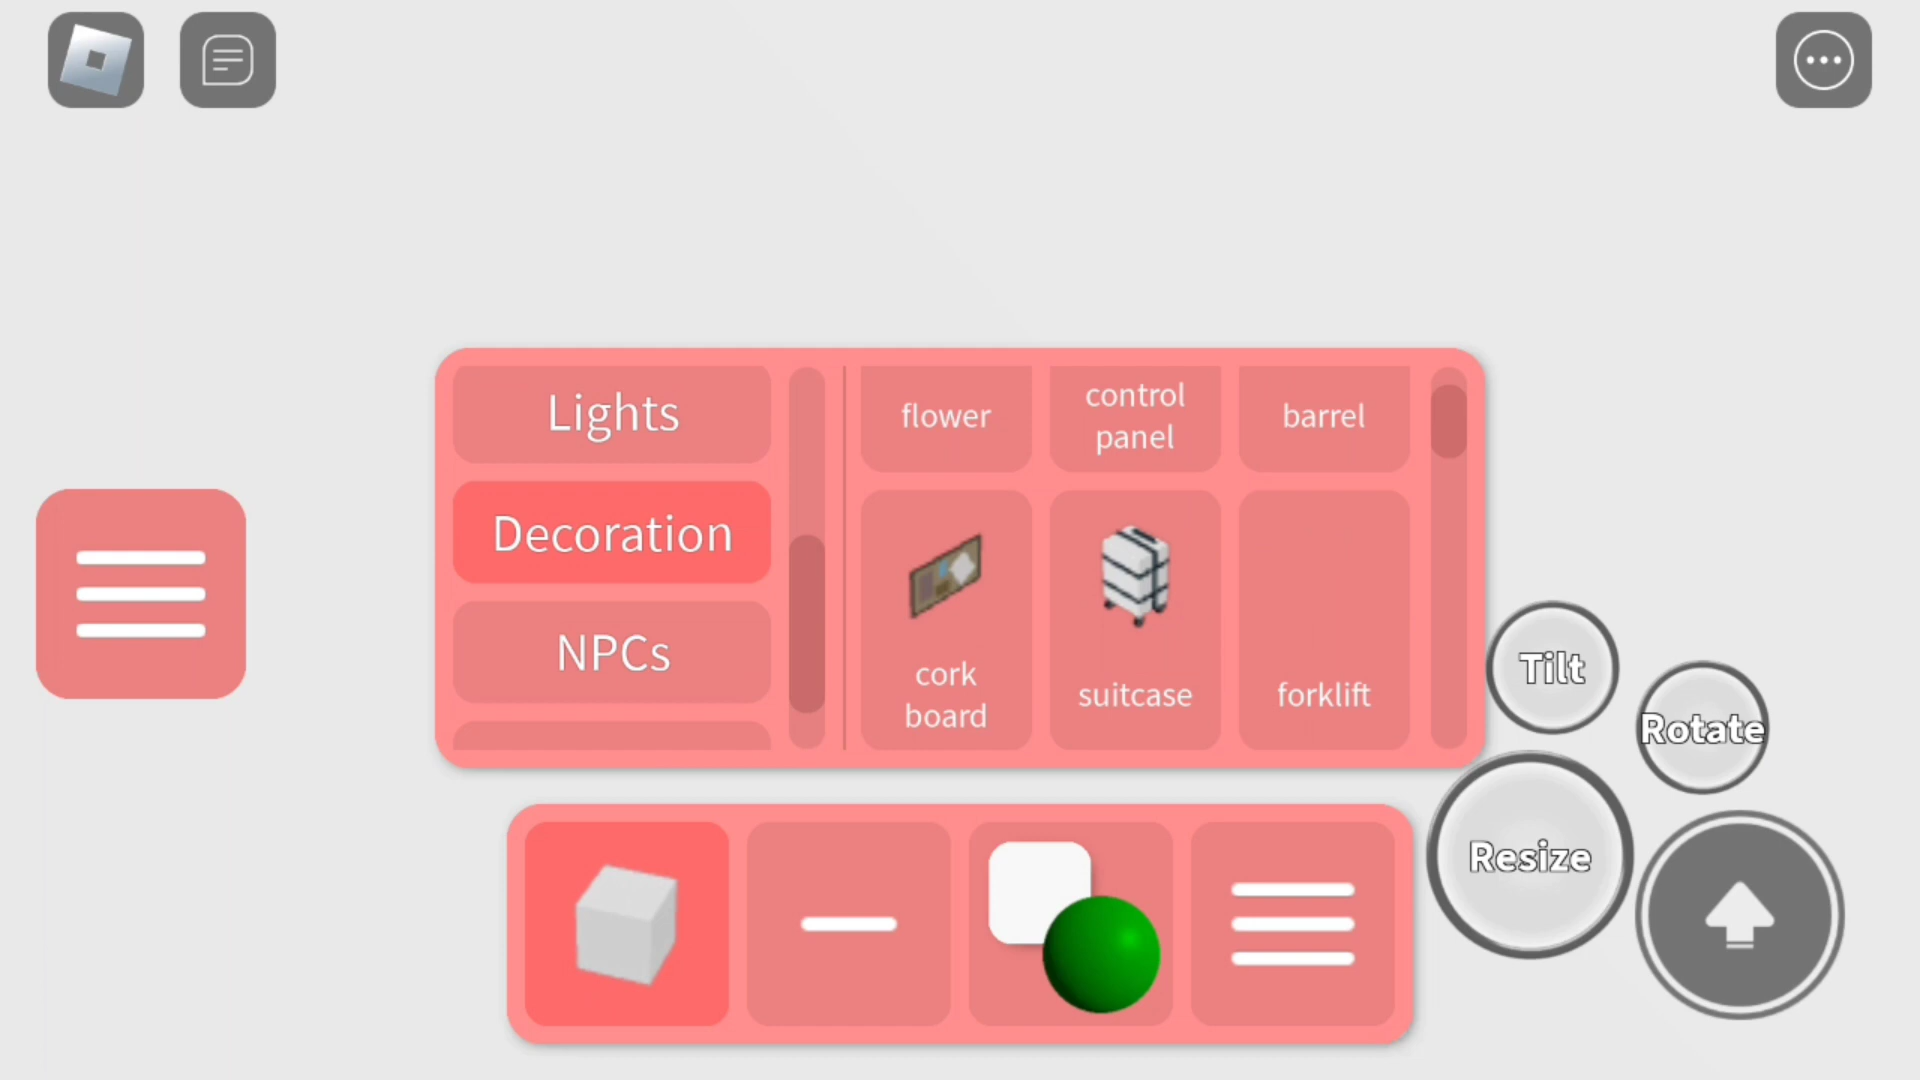 Lights
Decoration
NPCs
flower
control
panel
barrel
cork
board
suitcase
forklift
Tilt
Rotate
Resize